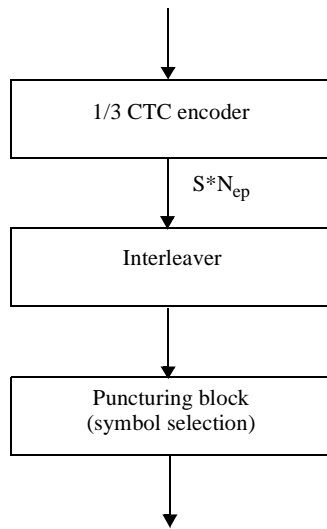 1/3 CTC encoder
S*N_ep
Interleaver
Puncturing block
(symbol selection)